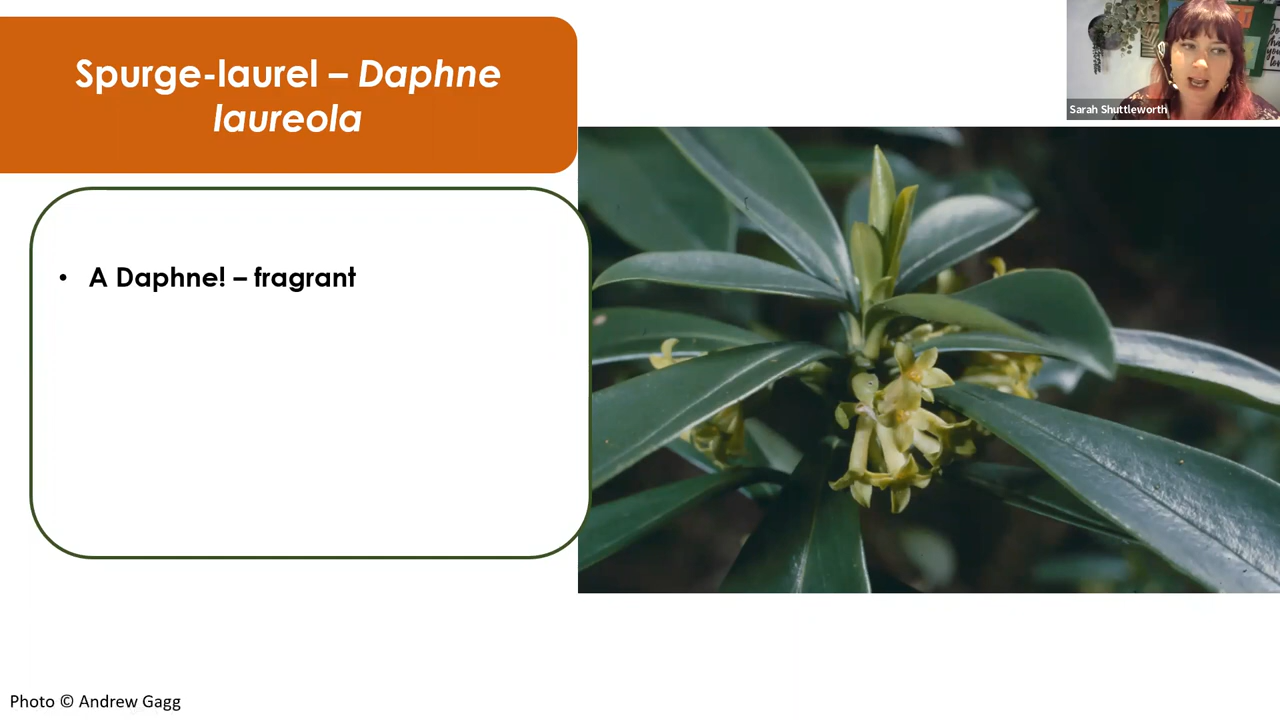 Spurge-laurel – Daphne
laureola
Sarah Shuttleworth
• A Daphne! – fragrant
Photo © Andrew Gagg